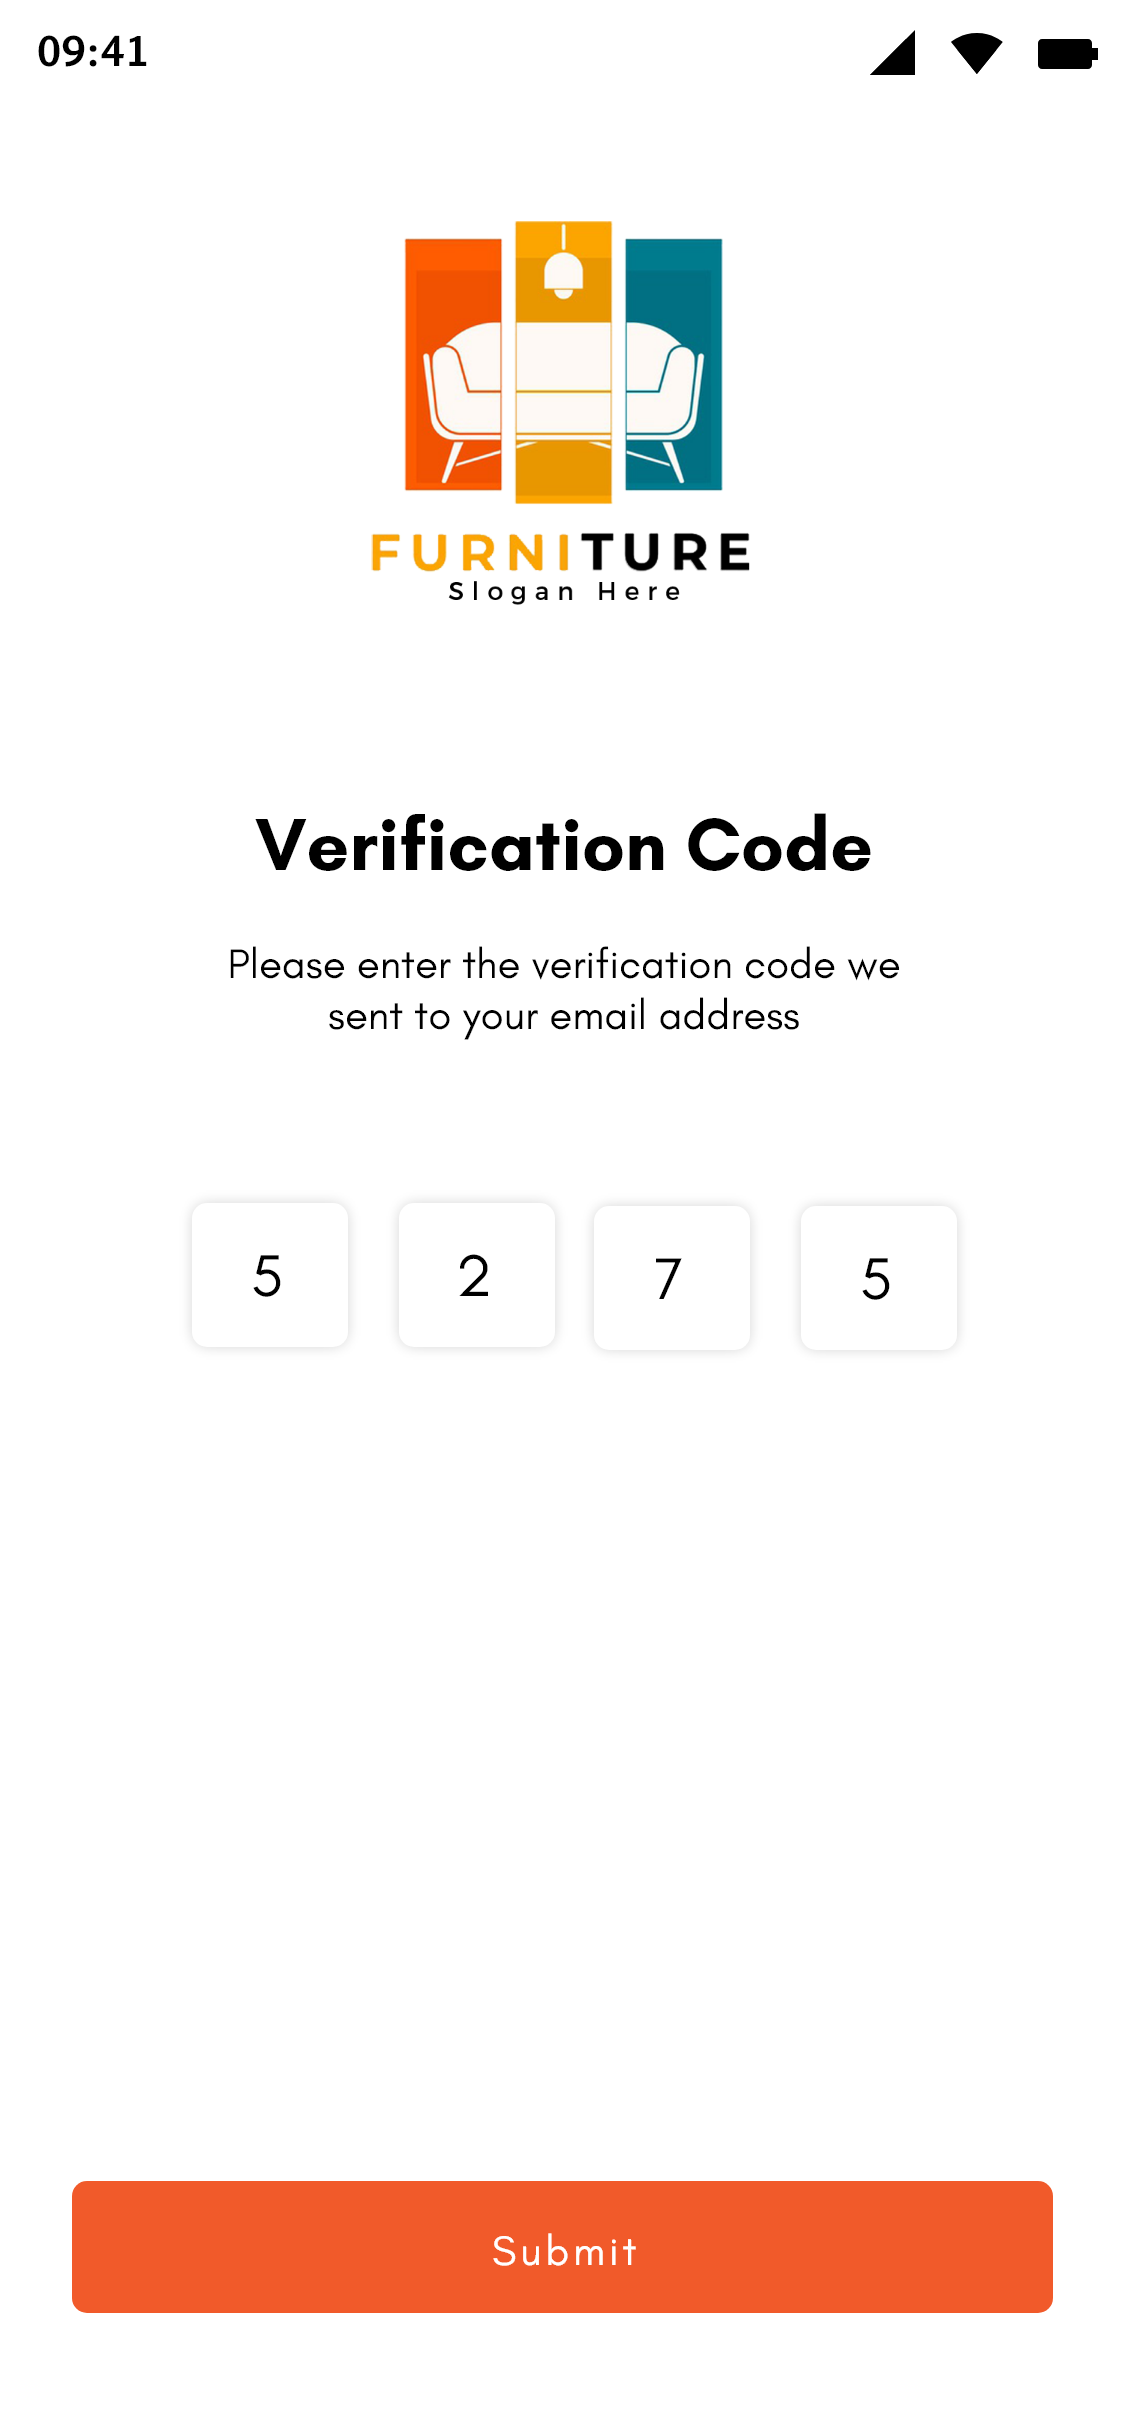 09:41
FURNITURE
Slogan Here
Verification Code
Please enter the verification code we
sent to your email address
5 2 7 5
Submit